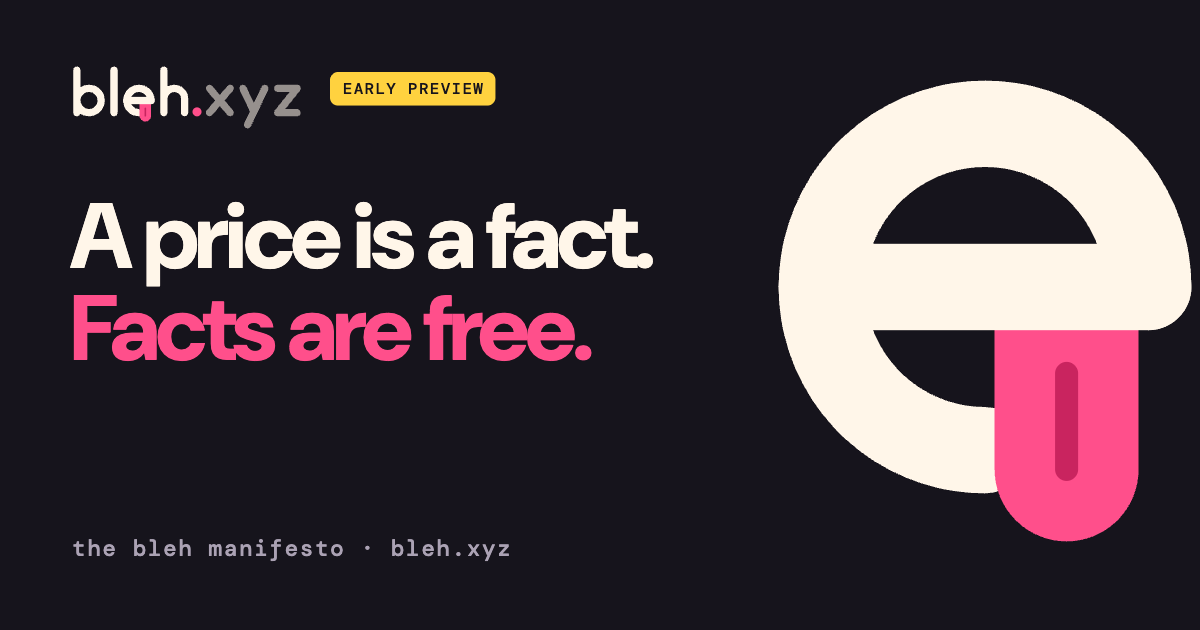 bleh.xyz
EARLY PREVIEW
A price is a fact.
Facts are free.
the bleh manifesto · bleh.xyz